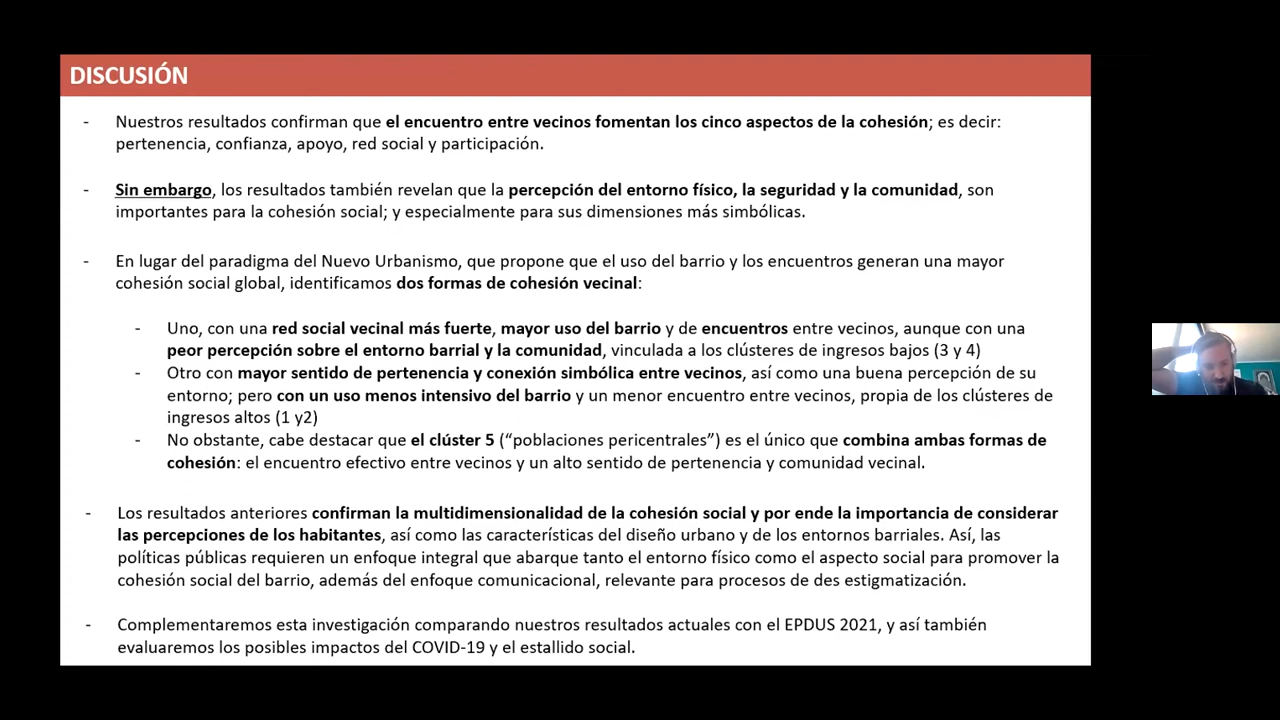 DISCUSIÓN
- Nuestros resultados confirman que el encuentro entre vecinos fomentan los cinco aspectos de la cohesión; es decir:
pertenencia, confianza, apoyo, red social y participación.
- Sin embargo, los resultados también revelan que la percepción del entorno físico, la seguridad y la comunidad, son
importantes para la cohesión social; y especialmente para sus dimensiones más simbólicas.
- En lugar del paradigma del Nuevo Urbanismo, que propone que el uso del barrio y los encuentros generan una mayor
cohesión social global, identificamos dos formas de cohesión vecinal:
- Uno, con una red social vecinal más fuerte, mayor uso del barrio y de encuentros entre vecinos, aunque con una
peor percepción sobre el entorno barrial y la comunidad, vinculada a los clústeres de ingresos bajos (3 y 4)
- Otro con mayor sentido de pertenencia y conexión simbólica entre vecinos, así como una buena percepción de su
entorno; pero con un uso menos intensivo del barrio y un menor encuentro entre vecinos, propia de los clústeres de
ingresos altos (1 y2)
- No obstante, cabe destacar que el clúster 5 (“poblaciones pericentrales”) es el único que combina ambas formas de
cohesión: el encuentro efectivo entre vecinos y un alto sentido de pertenencia y comunidad vecinal.
- Los resultados anteriores confirman la multidimensionalidad de la cohesión social y por ende la importancia de considerar
las percepciones de los habitantes, así como las características del diseño urbano y de los entornos barriales. Así, las
políticas públicas requieren un enfoque integral que abarque tanto el entorno físico como el aspecto social para promover la
cohesión social del barrio, además del enfoque comunicacional, relevante para procesos de des estigmatización.
- Complementaremos esta investigación comparando nuestros resultados actuales con el EPDUS 2021, y así también
evaluaremos los posibles impactos del COVID-19 y el estallido social.